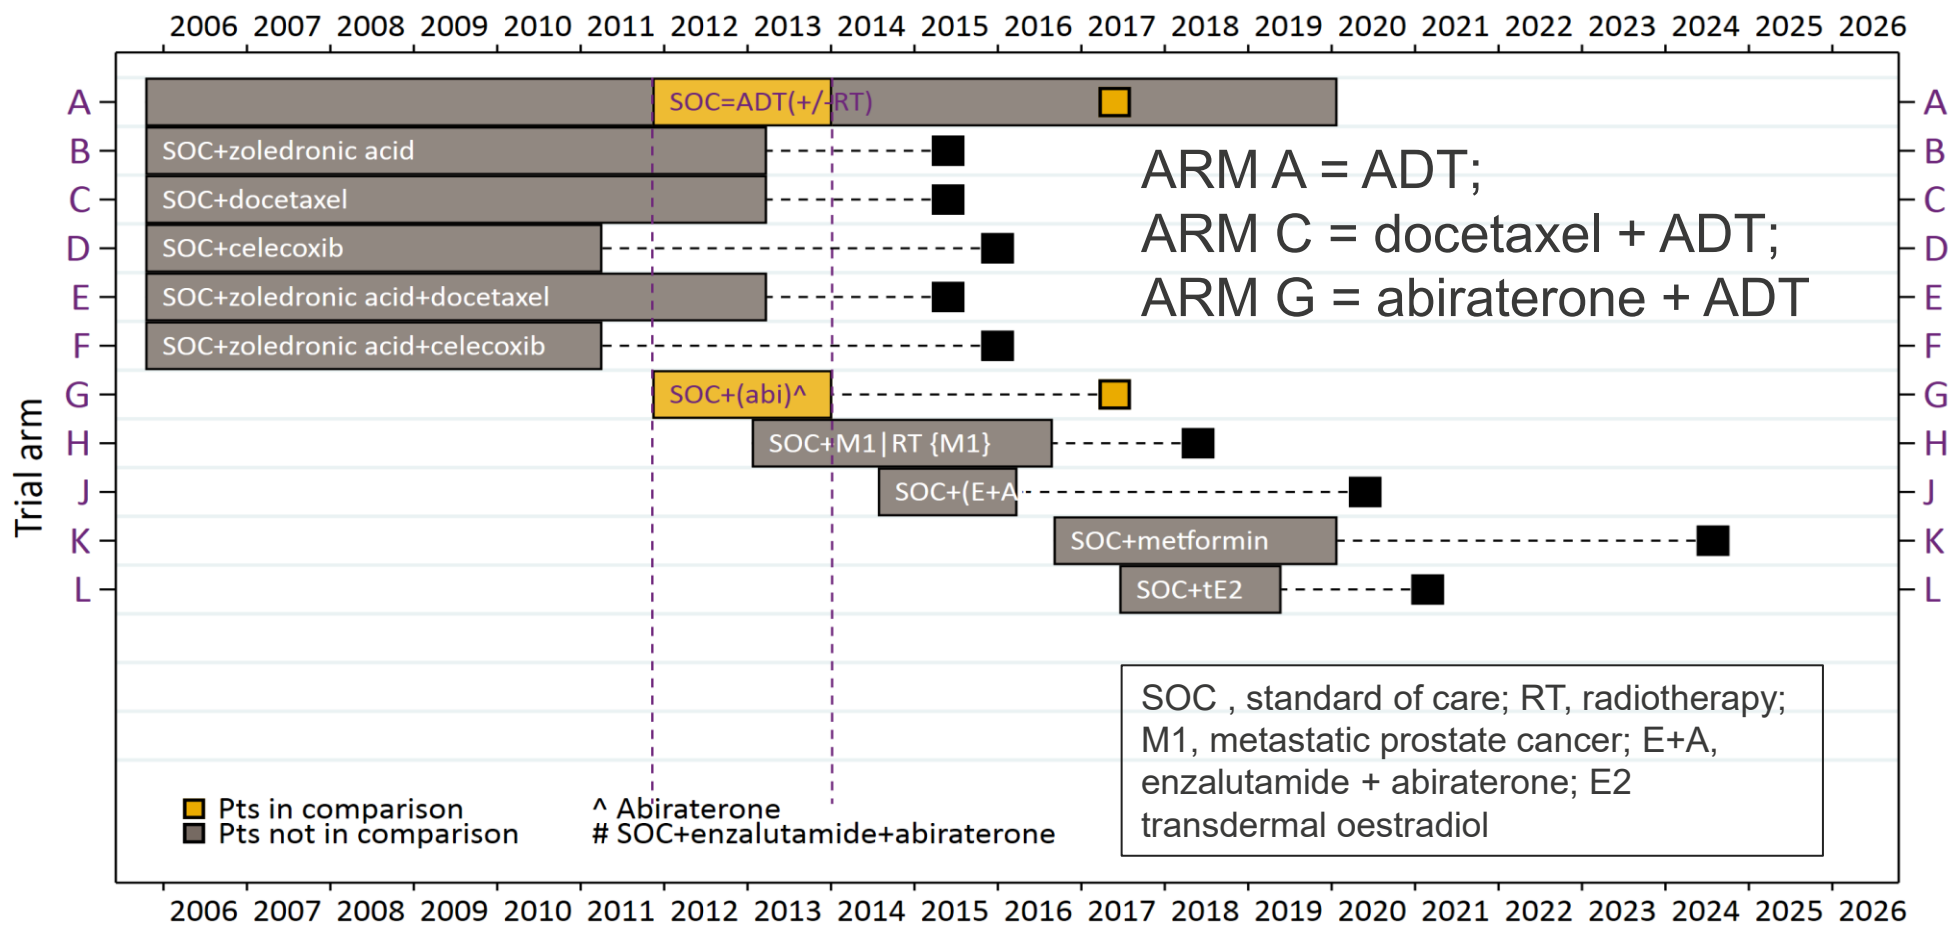 2006 2007 2008 2009 2010 2011 2012 2013 2014 2015 2016 2017 2018 2019 2020 2021 2022 2023 2024 2025 2026
Trial arm
A SOC=ADT(+/-RT) A
B SOC+zoledronic acid B
C SOC+docetaxel C
D SOC+celecoxib D
E SOC+zoledronic acid+docetaxel E
F SOC+zoledronic acid+celecoxib F
G SOC+(abi)^ G
H SOC+M1|RT {M1} H
J SOC+(E+A J
K SOC+metformin K
L SOC+tE2 L
ARM A = ADT;
ARM C = docetaxel + ADT;
ARM G = abiraterone + ADT
SOC , standard of care; RT, radiotherapy;
M1, metastatic prostate cancer; E+A,
enzalutamide + abiraterone; E2
transdermal oestradiol
Pts in comparison
Pts not in comparison
^ Abiraterone
# SOC+enzalutamide+abiraterone
2006 2007 2008 2009 2010 2011 2012 2013 2014 2015 2016 2017 2018 2019 2020 2021 2022 2023 2024 2025 2026